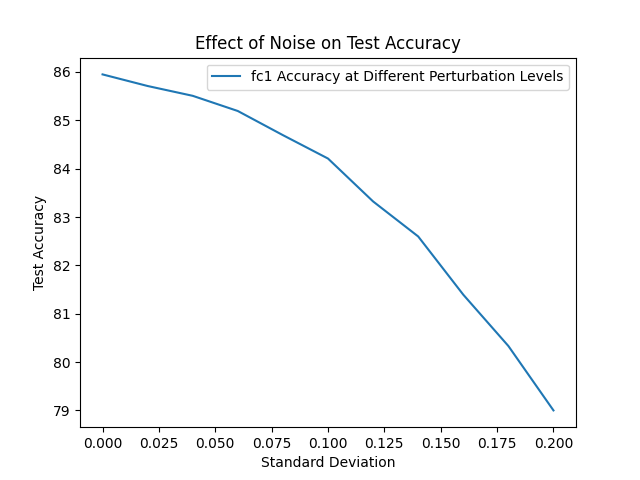 Effect of Noise on Test Accuracy
fc1 Accuracy at Different Perturbation Levels
86
85
84
83
82
81
80
79
Test Accuracy
0.000 0.025 0.050 0.075 0.100 0.125 0.150 0.175 0.200
Standard Deviation